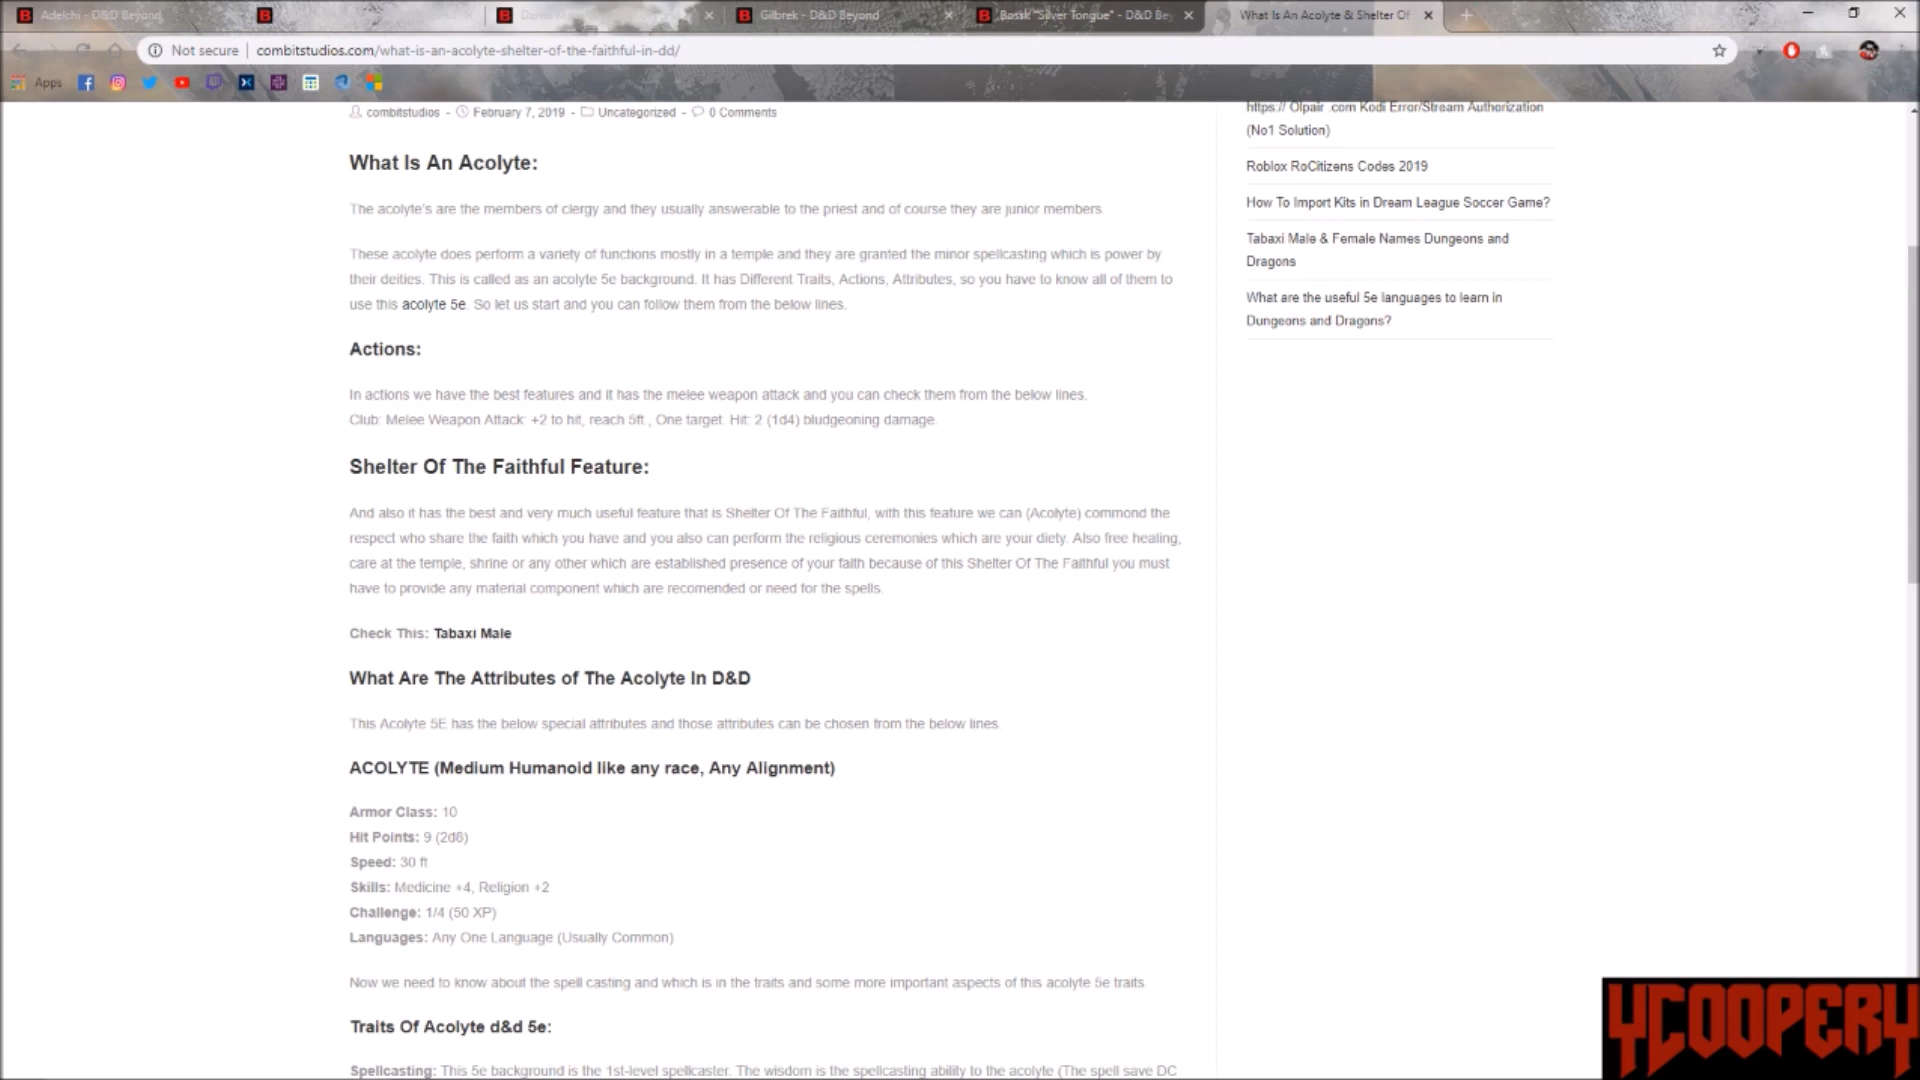 Adelchi - D&D Beyond
Gilbrek - D&D Beyond
Bossk "Silver Tongue" - D&D Be
What Is An Acolyte & Shelter Of
Not secure | combitstudios.com/what-is-an-acolyte-shelter-of-the-faithful-in-dd/
Apps
combitstudios - February 7, 2019 - Uncategorized - 0 Comments
What Is An Acolyte:
The acolyte's are the members of clergy and they usually answerable to the priest and of course they are junior members.
These acolyte does perform a variety of functions mostly in a temple and they are granted the minor spellcasting which is power by
their deities. This is called as an acolyte 5e background. It has Different Traits, Actions, Attributes, so you have to know all of them to
use this acolyte 5e. So let us start and you can follow them from the below lines.
Actions:
In actions we have the best features and it has the melee weapon attack and you can check them from the below lines.
Club: Melee Weapon Attack: +2 to hit, reach 5ft., One target. Hit: 2 (1d4) bludgeoning damage.
Shelter Of The Faithful Feature:
And also it has the best and very much useful feature that is Shelter Of The Faithful, with this feature we can (Acolyte) commond the
respect who share the faith which you have and you also can perform the religious ceremonies which are your diety. Also free healing,
care at the temple, shrine or any other which are established presence of your faith because of this Shelter Of The Faithful you must
have to provide any material component which are recomended or need for the spells.
Check This: Tabaxi Male
What Are The Attributes of The Acolyte In D&D
This Acolyte 5E has the below special attributes and those attributes can be chosen from the below lines.
ACOLYTE (Medium Humanoid like any race, Any Alignment)
Armor Class: 10
Hit Points: 9 (2d8)
Speed: 30 ft
Skills: Medicine +4, Religion +2
Challenge: 1/4 (50 XP)
Languages: Any One Language (Usually Common)
Now we need to know about the spell casting and which is in the traits and some more important aspects of this acolyte 5e traits.
Traits Of Acolyte d&d 5e:
Spellcasting: This 5e background is the 1st-level spellcaster. The wisdom is the spellcasting ability to the acolyte (The spell save DC
https:// Olpair .com Kodi Error/Stream Authorization
(No1 Solution)
Roblox RoCitizens Codes 2019
How To Import Kits in Dream League Soccer Game?
Tabaxi Male & Female Names Dungeons and
Dragons
What are the useful 5e languages to learn in
Dungeons and Dragons?
YCOOPERY